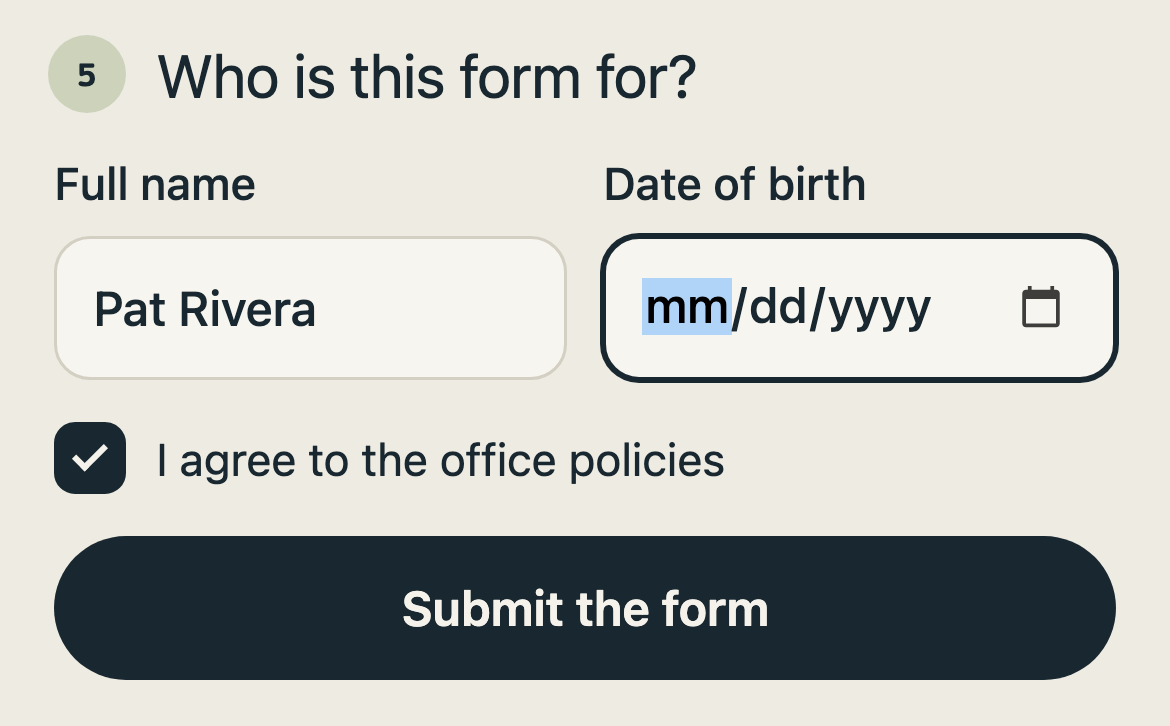 5 Who is this form for?
Full name
Date of birth
Pat Rivera
mm/dd/yyyy
I agree to the office policies
Submit the form